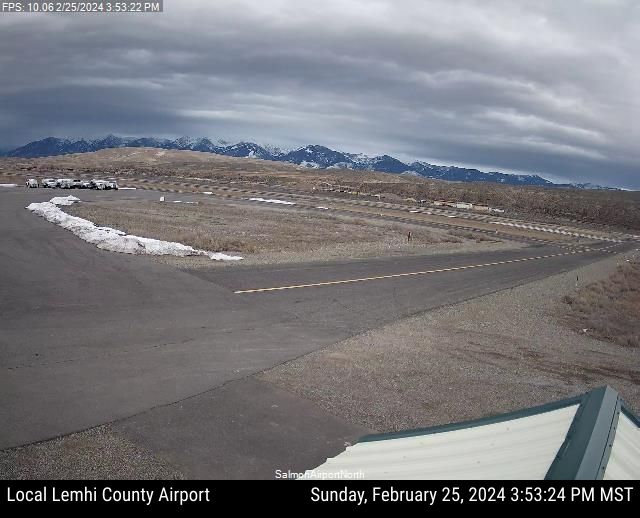 FPS: 10.06 2/25/2024 3:53:22 PM
SalmonAirportNorth
Local Lemhi County Airport
Sunday, February 25, 2024 3:53:24 PM MST